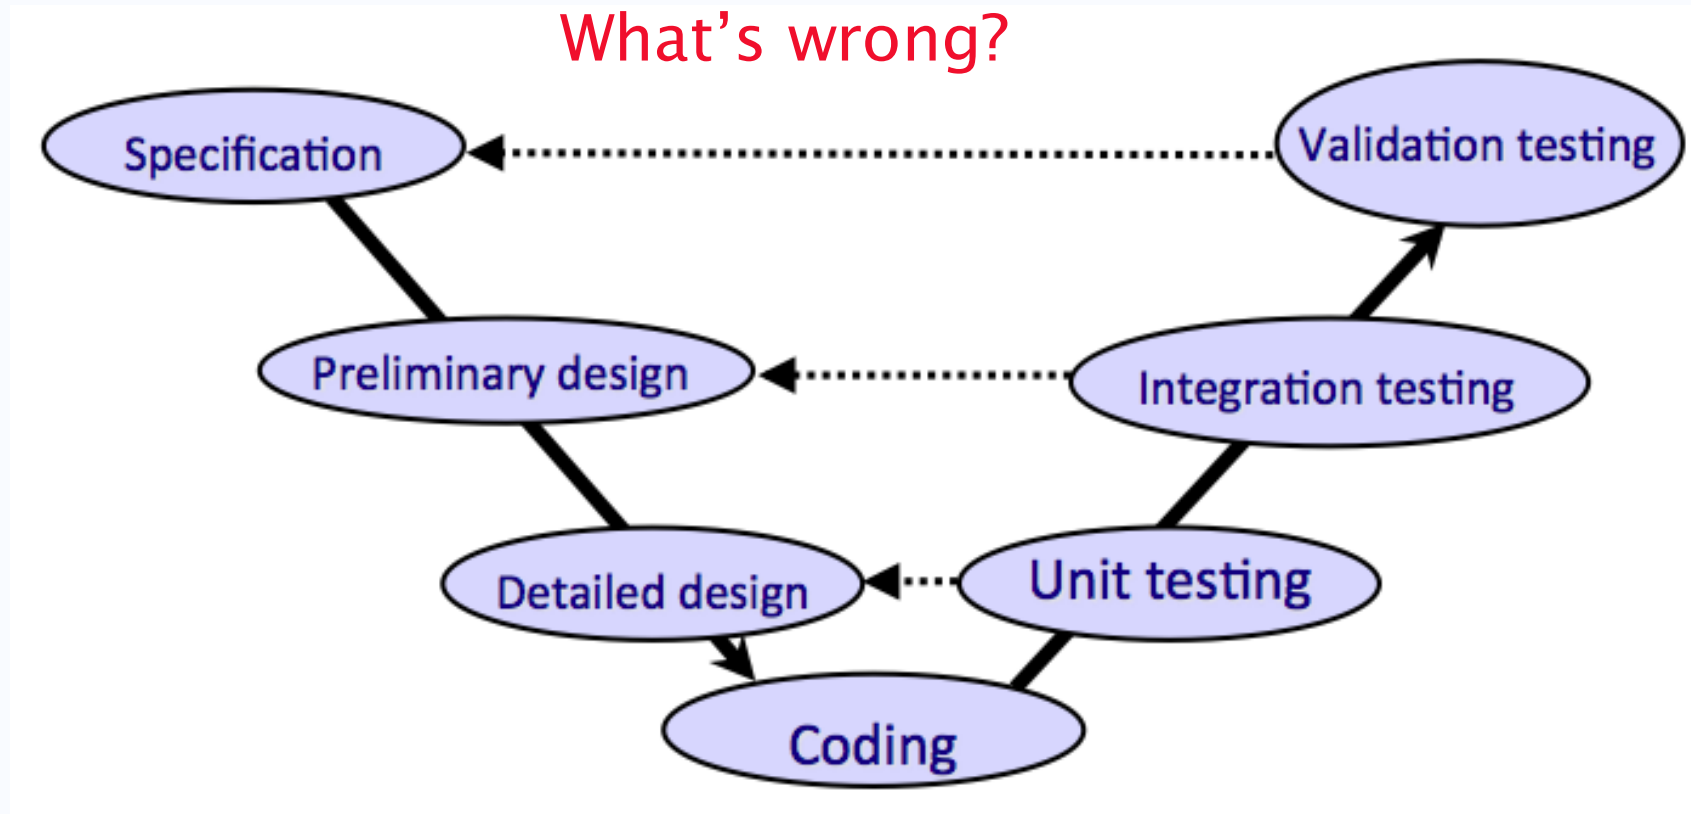 What’s wrong?
Specification
Validation testing
Preliminary design
Integration testing
Detailed design
Unit testing
Coding